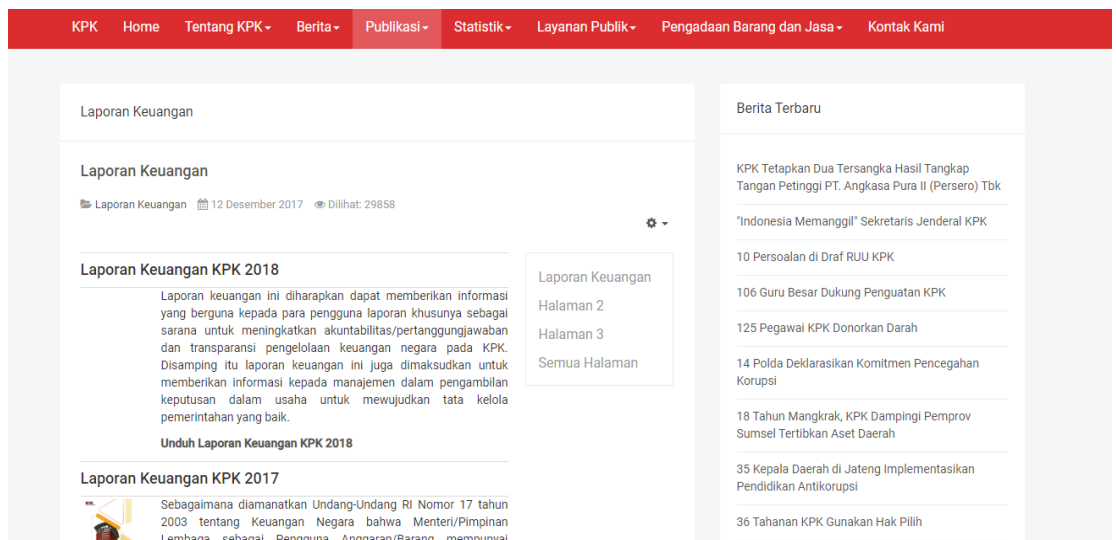 KPK Home Tentang KPK Berita Publikasi Statistik Layanan Publik Pengadaan Barang dan Jasa Kontak Kami
Laporan Keuangan
Laporan Keuangan
Laporan Keuangan 12 Desember 2017 Dilihat: 29858
Laporan Keuangan KPK 2018
Laporan keuangan ini diharapkan dapat memberikan informasi
yang berguna kepada para pengguna laporan khusunya sebagai
sarana untuk meningkatkan akuntabilitas/pertanggungjawaban
dan transparansi pengelolaan keuangan negara pada KPK.
Disamping itu laporan keuangan ini juga dimaksudkan untuk
memberikan informasi kepada manajemen dalam pengambilan
keputusan dalam usaha untuk mewujudkan tata kelola
pemerintahan yang baik.
Unduh Laporan Keuangan KPK 2018
Laporan Keuangan KPK 2017
Sebagaimana diamanatkan Undang-Undang RI Nomor 17 tahun
2003 tentang Keuangan Negara bahwa Menteri/Pimpinan
Lembaga sebagai Pengguna Anggaran/Barang mempunyai
Laporan Keuangan
Halaman 2
Halaman 3
Semua Halaman
Berita Terbaru
KPK Tetapkan Dua Tersangka Hasil Tangkap
Tangan Petinggi PT. Angkasa Pura II (Persero) Tbk
"Indonesia Memanggil" Sekretaris Jenderal KPK
10 Persoalan di Draf RUU KPK
106 Guru Besar Dukung Penguatan KPK
125 Pegawai KPK Donorkan Darah
14 Polda Deklarasikan Komitmen Pencegahan
Korupsi
18 Tahun Mangkrak, KPK Dampingi Pemprov
Sumsel Tertibkan Aset Daerah
35 Kepala Daerah di Jateng Implementasikan
Pendidikan Antikorupsi
36 Tahanan KPK Gunakan Hak Pilih